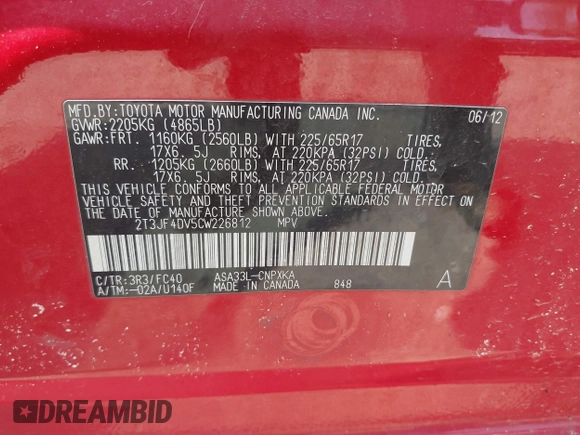 MFD.BY: TOYOTA MOTOR MANUFACTURING CANADA INC. 06/12
GVWR: 2205KG (4865LB)
GAWR: FRT. 1160KG (2560LB) WITH 225/65R17 TIRES,
17X6.5J RIMS, AT 220KPA (32PSI) COLD
RR. 1205KG (2660LB) WITH 225/65R17 TIRES,
17X6.5J RIMS, AT 220KPA (32PSI) COLD
THIS VEHICLE CONFORMS TO ALL APPLICABLE FEDERAL MOTOR
VEHICLE SAFETY AND THEFT PREVENTION STANDARDS IN EFFECT ON
THE DATE OF MANUFACTURE SHOWN ABOVE.
2T3JF4DV5CW226812 MPV
C/TR: 3R3/FC40 ASA33L-CNPXKA A
A/TM: -02A/U140F MADE IN CANADA 848
DREAMBID